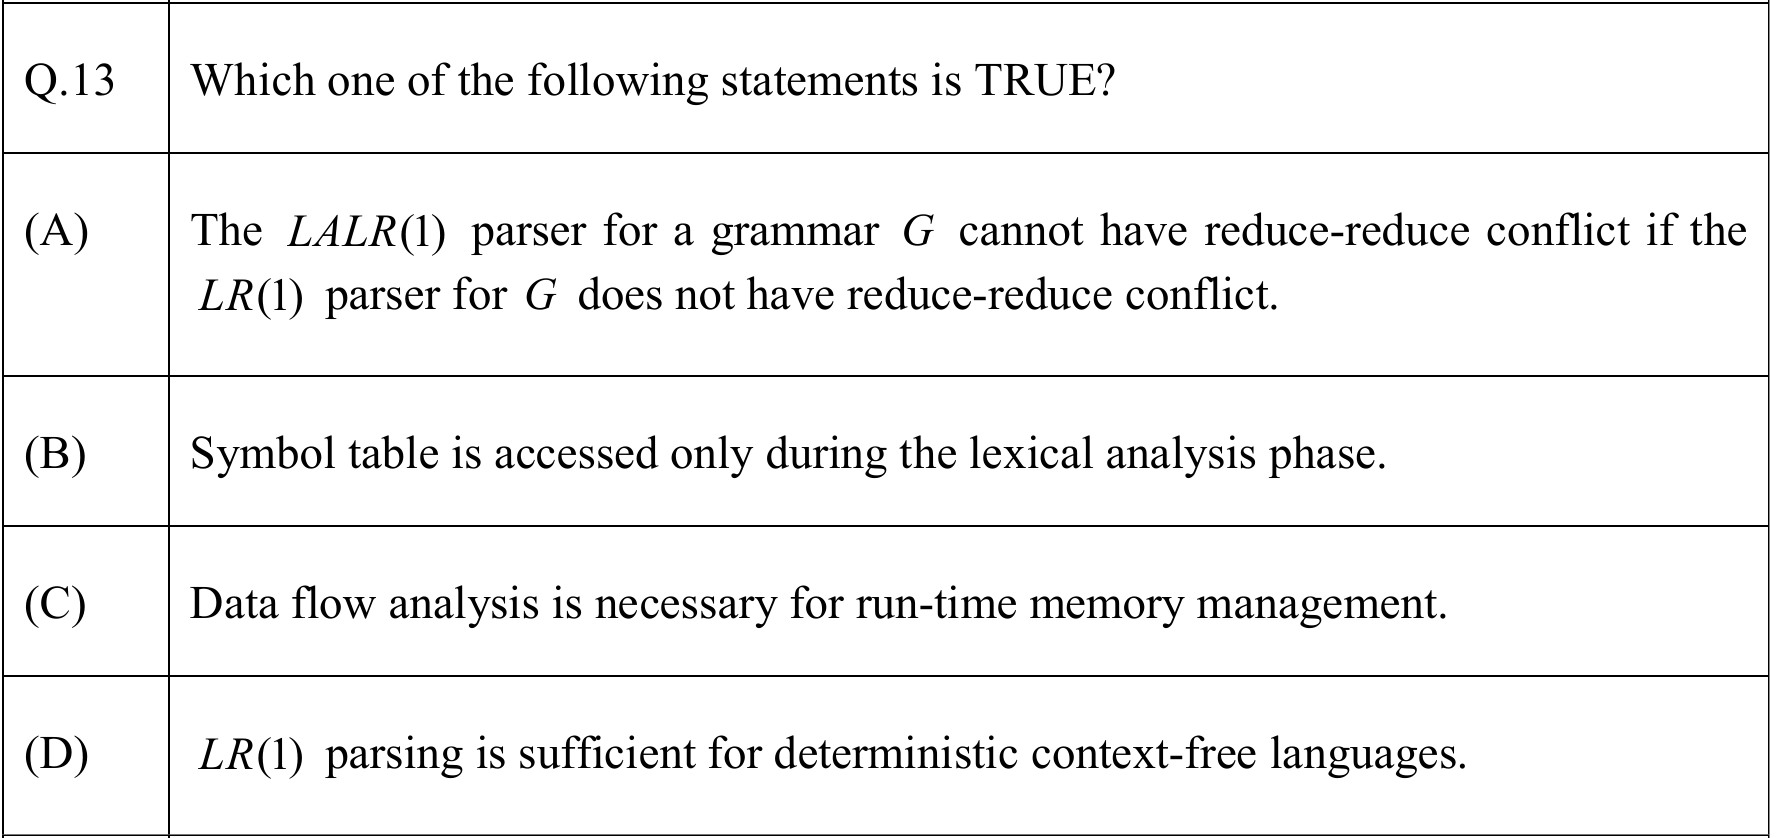 Q.13 Which one of the following statements is TRUE?
(A) The LALR(1) parser for a grammar G cannot have reduce-reduce conflict if the
LR(1) parser for G does not have reduce-reduce conflict.
(B) Symbol table is accessed only during the lexical analysis phase.
(C) Data flow analysis is necessary for run-time memory management.
(D) LR(1) parsing is sufficient for deterministic context-free languages.